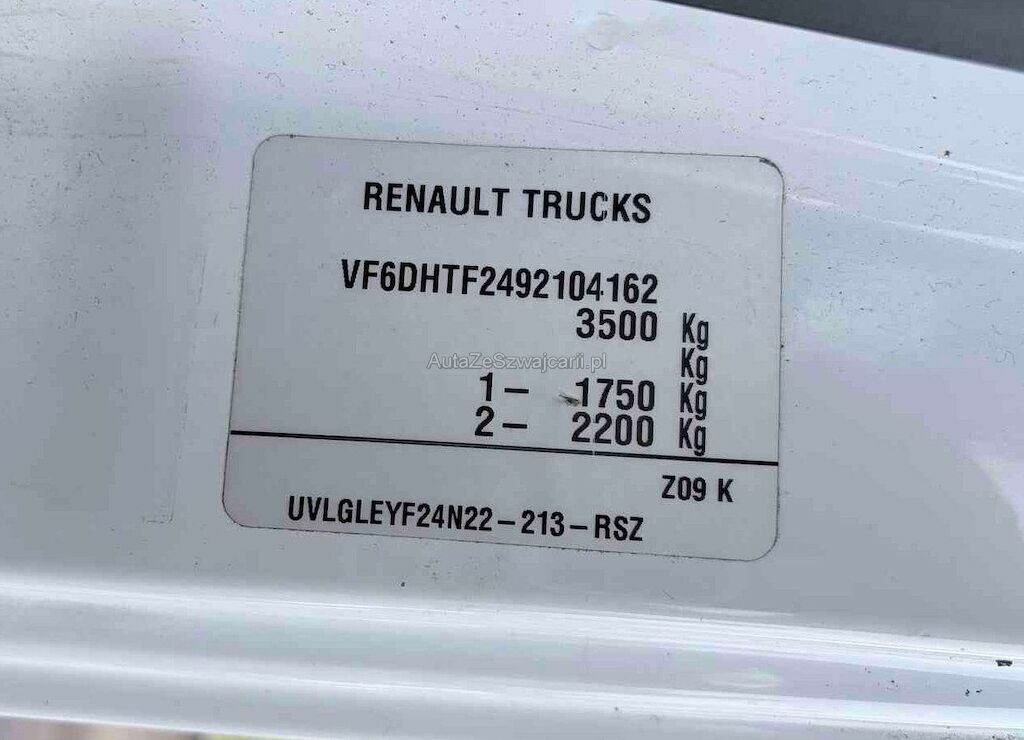 RENAULT TRUCKS
VF6DHTF2492104162
3500 Kg
Kg
AutaZeSzwajcarii.pl
1- 1750 Kg
2- 2200 Kg
Z09 K
UVLGLEYF24N22-213-RSZ